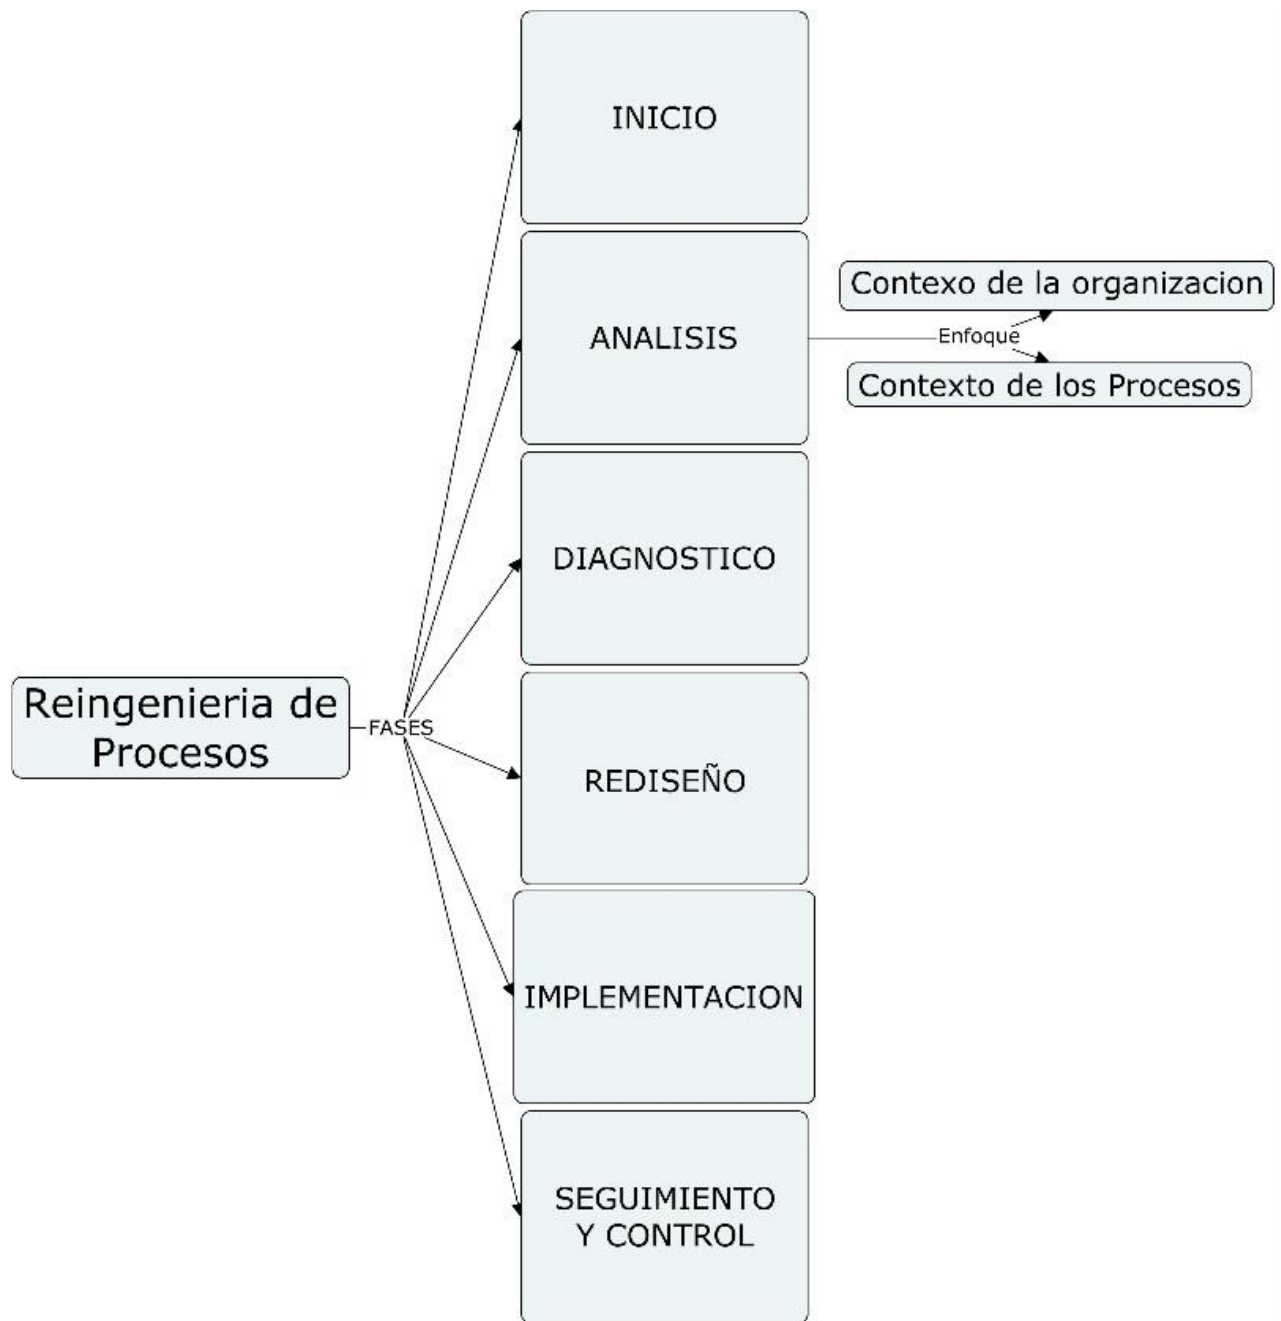 INICIO
ANALISIS
Contexo de la organizacion
Enfoque
Contexto de los Procesos
DIAGNOSTICO
Reingenieria de
Procesos
FASES
REDISEÑO
IMPLEMENTACION
SEGUIMIENTO
Y CONTROL